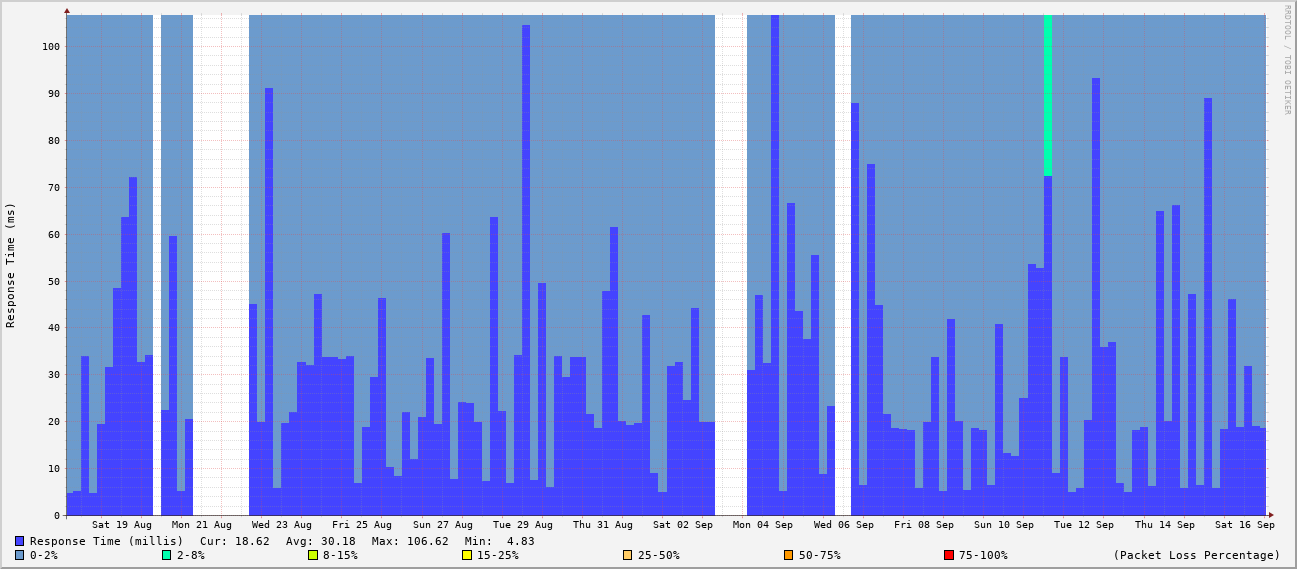 RRDTOOL / TOBI OETIKER
Response Time (ms)
100
90
80
70
60
50
40
30
20
10
0
Sat 19 Aug Mon 21 Aug Wed 23 Aug Fri 25 Aug Sun 27 Aug Tue 29 Aug Thu 31 Aug Sat 02 Sep Mon 04 Sep Wed 06 Sep Fri 08 Sep Sun 10 Sep Tue 12 Sep Thu 14 Sep Sat 16 Sep
Response Time (millis) Cur: 18.62 Avg: 30.18 Max: 106.62 Min: 4.83
0-2% 2-8% 8-15% 15-25% 25-50% 50-75% 75-100% (Packet Loss Percentage)